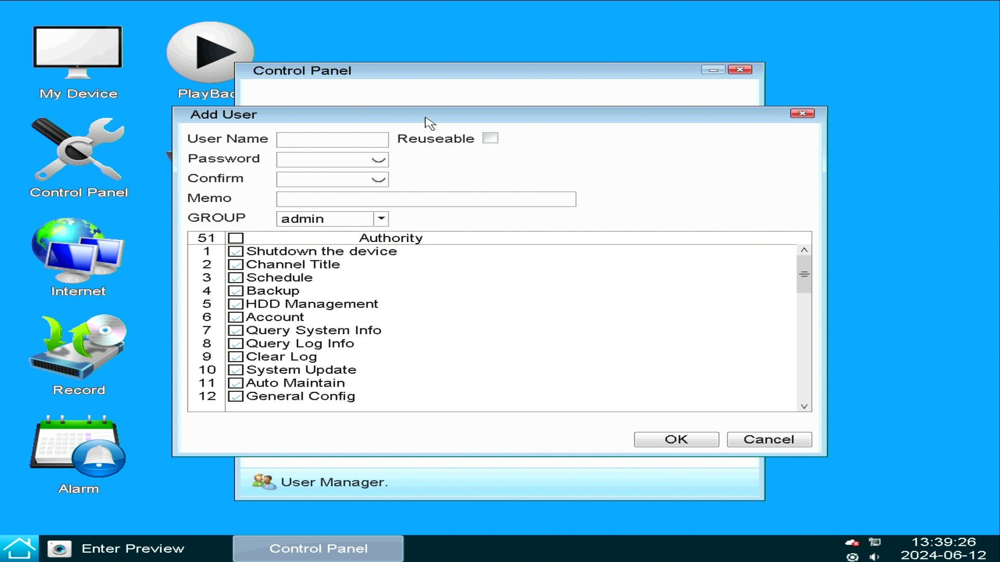 My Device
PlayBac
Control Panel
Control Panel
Internet
Record
Alarm
Add User
User Name
Reuseable
Password
Confirm
Memo
GROUP
admin
51 Authority
1 Shutdown the device
2 Channel Title
3 Schedule
4 Backup
5 HDD Management
6 Account
7 Query System Info
8 Query Log Info
9 Clear Log
10 System Update
11 Auto Maintain
12 General Config
OK
Cancel
User Manager.
Enter Preview
Control Panel
13:39:26
2024-06-12